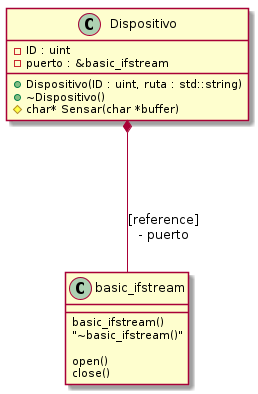 C Dispositivo
ID : uint
puerto : &basic_ifstream
Dispositivo(ID : uint, ruta : std::string)
~Dispositivo()
char* Sensar(char *buffer)
[reference]
- puerto
C basic_ifstream
basic_ifstream()
"~basic_ifstream()"
open()
close()